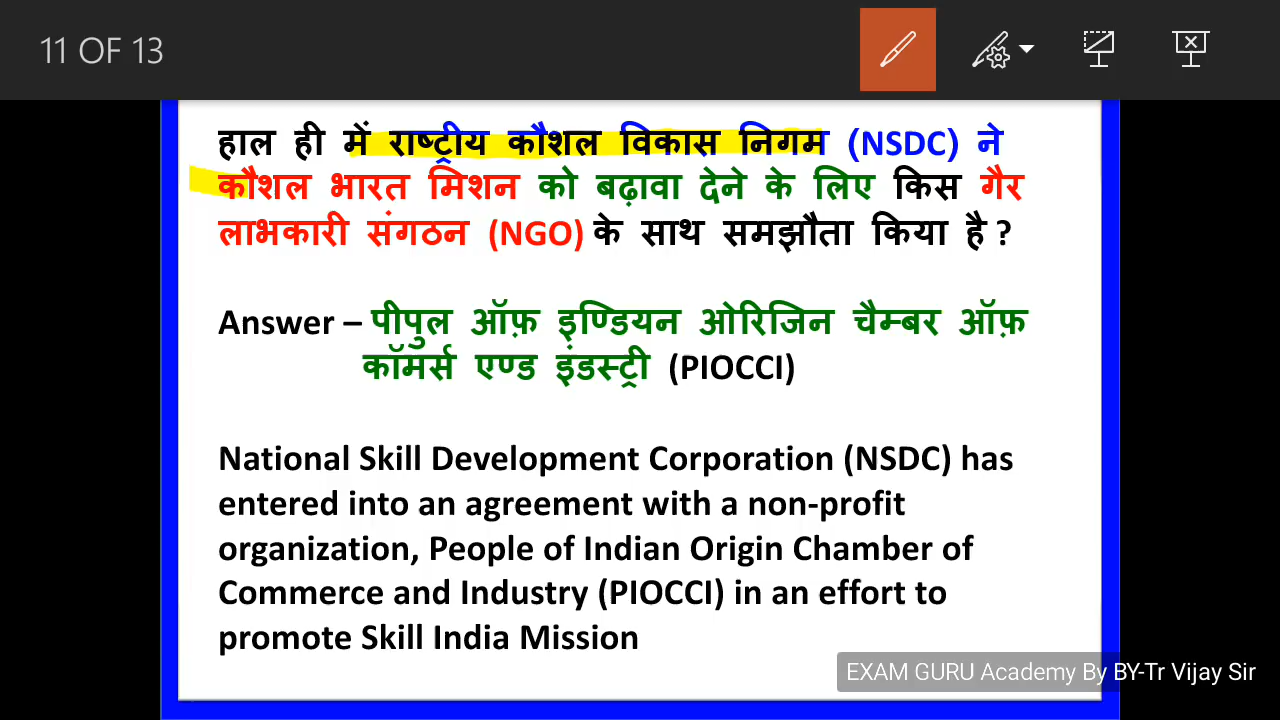 11 OF 13
हाल ही में राष्ट्रीय कौशल विकास निगम (NSDC) ने
कौशल भारत मिशन को बढ़ावा देने के लिए किस गैर
लाभकारी संगठन (NGO) के साथ समझौता किया है ?
Answer – पीपुल ऑफ़ इण्डियन ओरिजिन चैम्बर ऑफ़
कॉमर्स एण्ड इंडस्ट्री (PIOCCI)
National Skill Development Corporation (NSDC) has
entered into an agreement with a non-profit
organization, People of Indian Origin Chamber of
Commerce and Industry (PIOCCI) in an effort to
promote Skill India Mission
EXAM GURU Academy By BY-Tr Vijay Sir